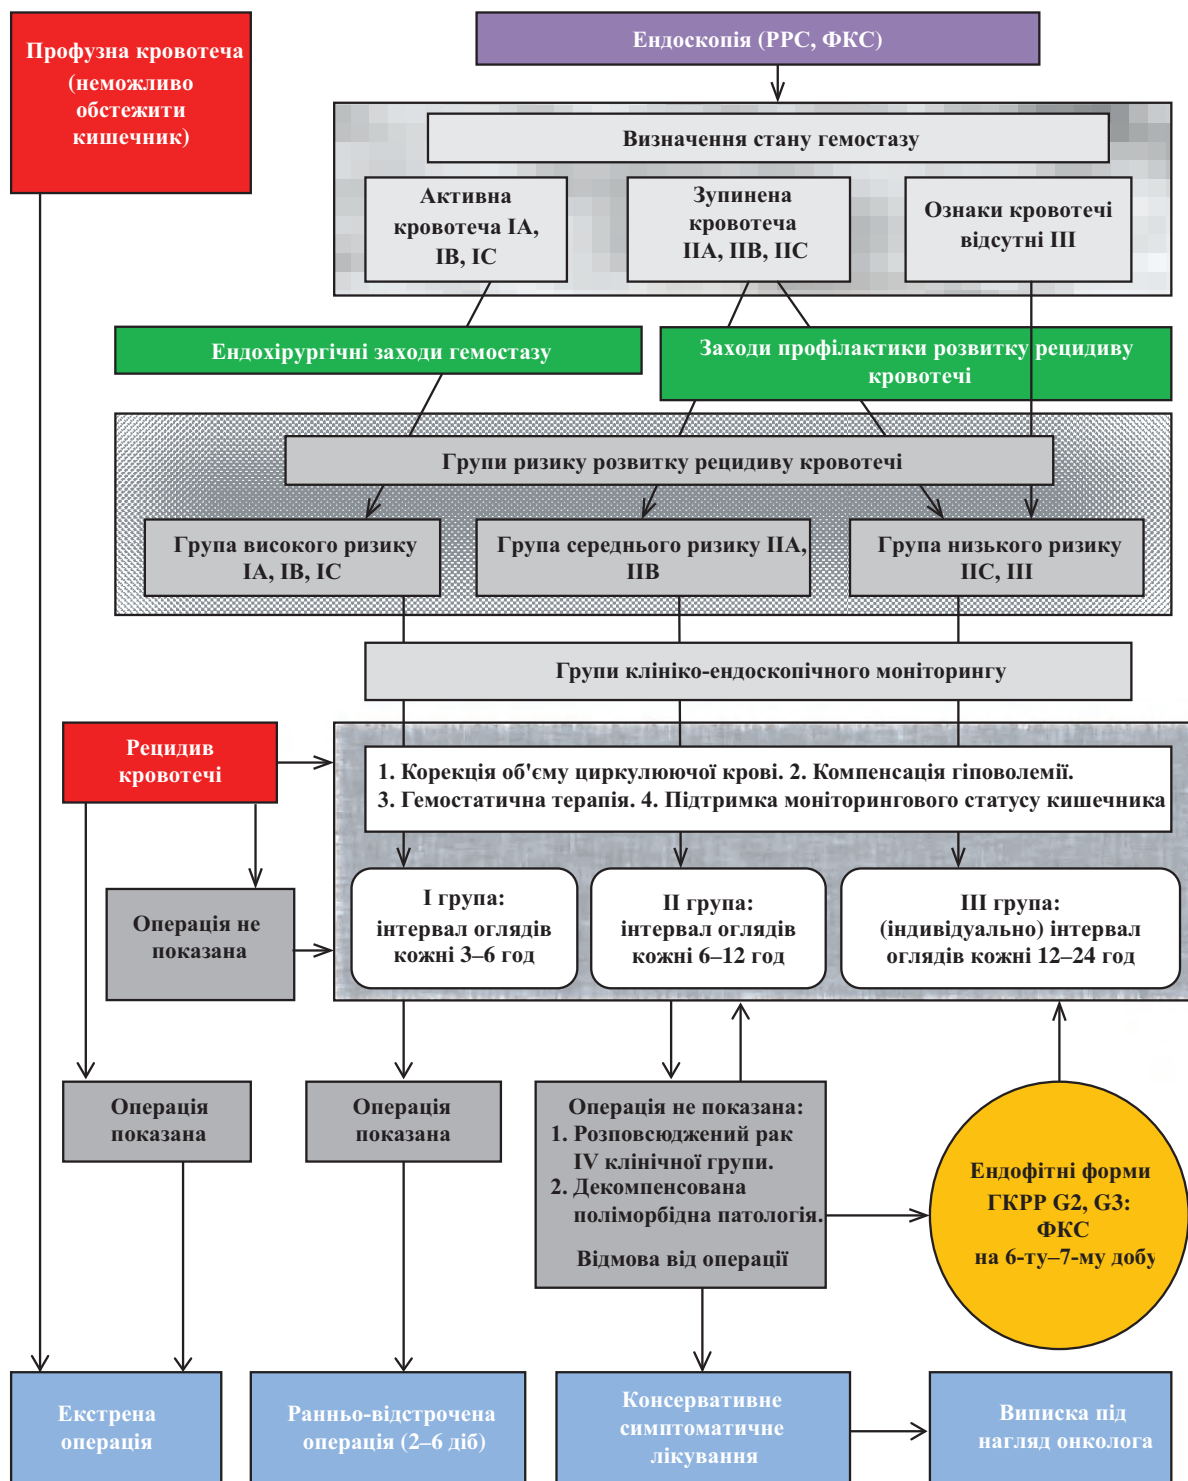 Профузна кровотеча
(неможливо
обстежити
кишечник)
Ендоскопія (РРС, ФКС)
Визначення стану гемостазу
Активна
кровотеча ІА,
ІВ, ІС
Зупинена
кровотеча
ІІА, ІІВ, ІІС
Ознаки кровотечі
відсутні ІІІ
Ендохірургічні заходи гемостазу
Заходи профілактики розвитку рецидиву
кровотечі
Групи ризику розвитку рецидиву кровотечі
Група високого ризику
ІА, ІВ, ІС
Група середнього ризику ІІА,
ІІВ
Група низького ризику
ІІС, ІІІ
Групи клініко-ендоскопічного моніторингу
Рецидив
кровотечі
1. Корекція об'єму циркулюючої крові. 2. Компенсація гіповолемії.
3. Гемостатична терапія. 4. Підтримка моніторингового статусу кишечника
Операція не
показана
І група:
інтервал оглядів
кожні 3–6 год
ІІ група:
інтервал оглядів
кожні 6–12 год
ІІІ група:
(індивідуально) інтервал
оглядів кожні 12–24 год
Операція
показана
Операція
показана
Операція не показана:
1. Розповсюджений рак
IV клінічної групи.
2. Декомпенсована
поліморбідна патологія.
Відмова від операції
Ендофітні форми
ГКРР G2, G3:
ФКС
на 6-ту–7-му добу
Екстрена
операція
Ранньо-відстрочена
операція (2–6 діб)
Консервативне
симптоматичне
лікування
Виписка під
нагляд онколога